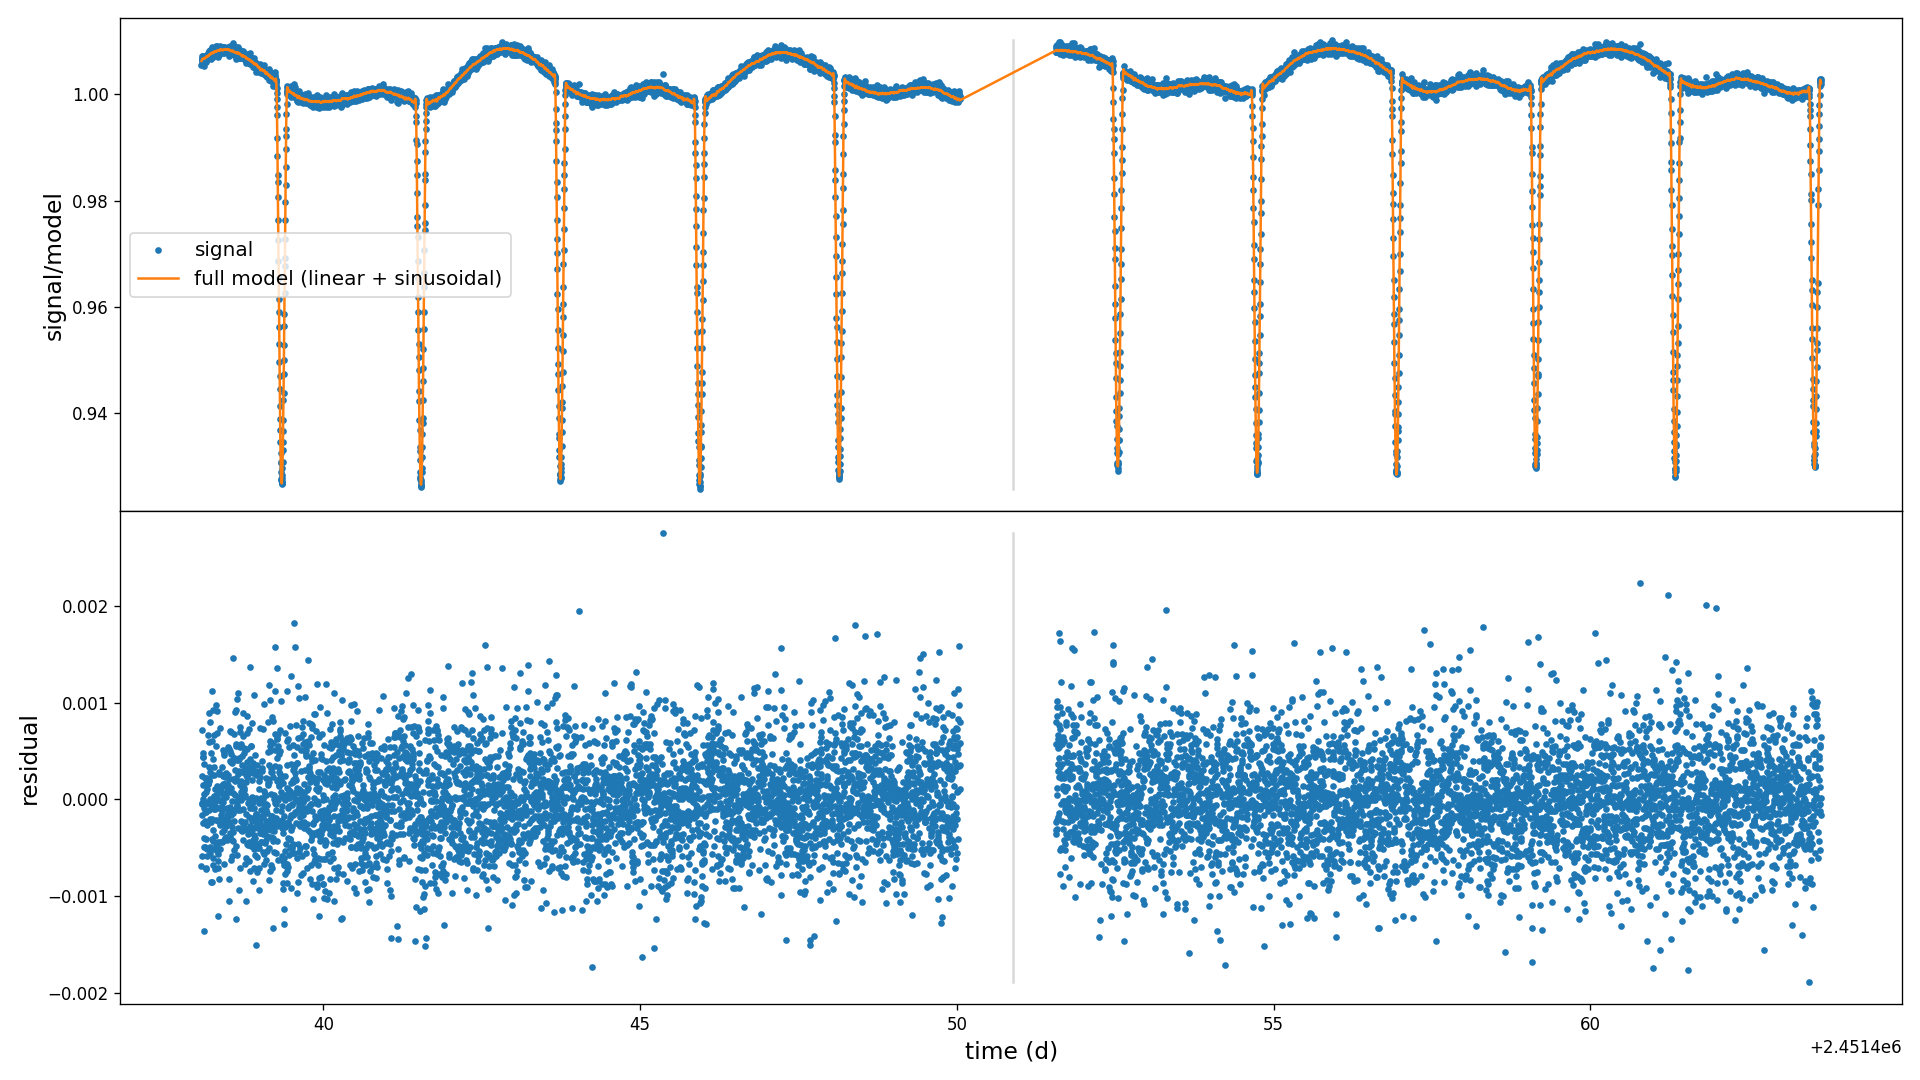 signal/model
1.00
0.98
0.96
0.94
signal
full model (linear + sinusoidal)
residual
0.002
0.001
0.000
−0.001
−0.002
40
45
50
55
60
time (d)
+2.4514e6